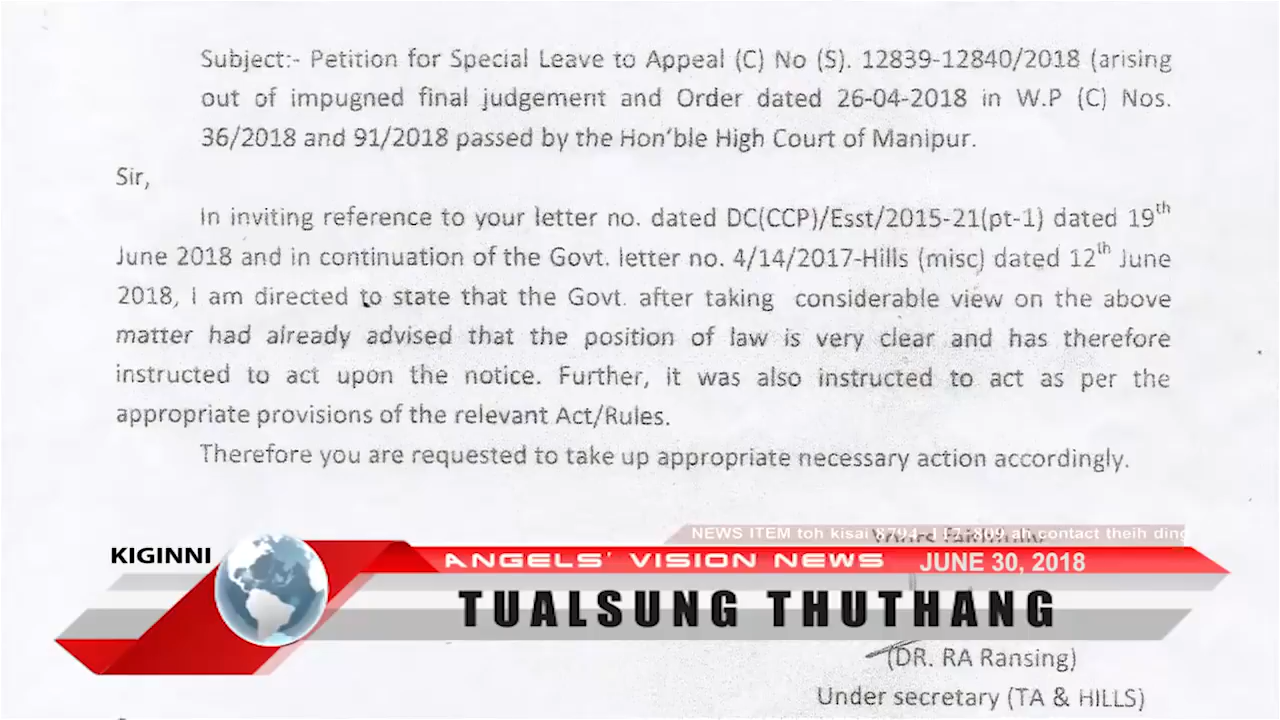 Subject:- Petition for Special Leave to Appeal (C) No (S). 12839-12840/2018 (arising
out of impugned final judgement and Order dated 26-04-2018 in W.P (C) Nos.
36/2018 and 91/2018 passed by the Hon'ble High Court of Manipur.
Sir,
In inviting reference to your letter no. dated DC(CCP)/Esst/2015-21(pt-1) dated 19th
June 2018 and in continuation of the Govt. letter no. 4/14/2017-Hills (misc) dated 12th June
2018, I am directed to state that the Govt. after taking considerable view on the above
matter had already advised that the position of law is very clear and has therefore
instructed to act upon the notice. Further, it was also instructed to act as per the
appropriate provisions of the relevant Act/Rules.
Therefore you are requested to take up appropriate necessary action accordingly.
NEWS ITEM toh kisai ah contact theih ding
KIGINNI
ANGELS' VISION NEWS JUNE 30, 2018
TUALSUNG THUTHANG
(DR. RA Ransing)
Under secretary (TA & HILLS)